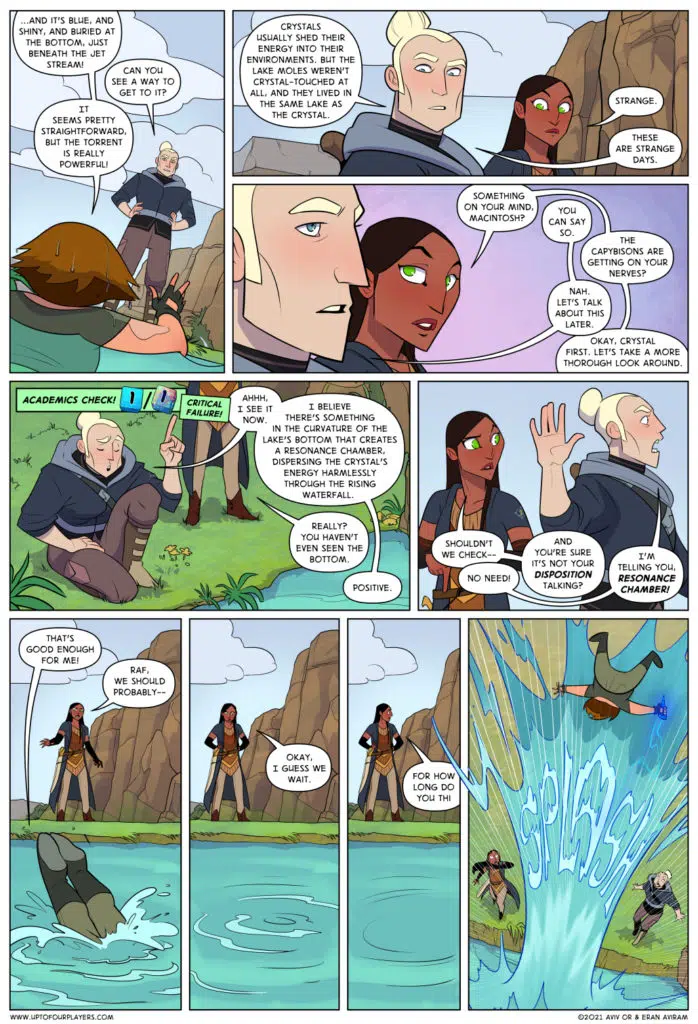 ...AND IT'S BLUE, AND
SHINY, AND BURIED AT
THE BOTTOM, JUST
BENEATH THE JET
STREAM!
CAN YOU
SEE A WAY TO
GET TO IT?
IT
SEEMS PRETTY
STRAIGHTFORWARD,
BUT THE TORRENT
IS REALLY
POWERFUL!
CRYSTALS
USUALLY SHED THEIR
ENERGY INTO THEIR
ENVIRONMENTS. BUT THE
LAKE MOLES WEREN'T
CRYSTAL-TOUCHED AT
ALL, AND THEY LIVED IN
THE SAME LAKE AS
THE CRYSTAL.
STRANGE.
THESE
ARE STRANGE
DAYS.
SOMETHING
ON YOUR MIND,
MACINTOSH?
YOU
CAN SAY
SO.
THE
CAPYBISONS ARE
GETTING ON YOUR
NERVES?
NAH.
LET'S TALK
ABOUT THIS
LATER.
OKAY, CRYSTAL
FIRST. LET'S TAKE A MORE
THOROUGH LOOK AROUND.
ACADEMICS CHECK! 1 / 1 CRITICAL
FAILURE!
AHHH,
I SEE IT
NOW.
I BELIEVE
THERE'S SOMETHING
IN THE CURVATURE OF THE
LAKE'S BOTTOM THAT CREATES
A RESONANCE CHAMBER,
DISPERSING THE CRYSTAL'S
ENERGY HARMLESSLY
THROUGH THE RISING
WATERFALL.
REALLY?
YOU HAVEN'T
EVEN SEEN THE
BOTTOM.
POSITIVE.
SHOULDN'T
WE CHECK--
NO NEED!
AND
YOU'RE SURE
IT'S NOT YOUR
DISPOSITION
TALKING?
I'M
TELLING YOU,
RESONANCE
CHAMBER!
THAT'S
GOOD ENOUGH
FOR ME!
RAF,
WE SHOULD
PROBABLY--
OKAY,
I GUESS WE
WAIT.
FOR HOW
LONG DO
YOU THI
SPLASH
WWW.UPTOFOURPLAYERS.COM
©2021 AVIV OR & ERAN AVIRAM